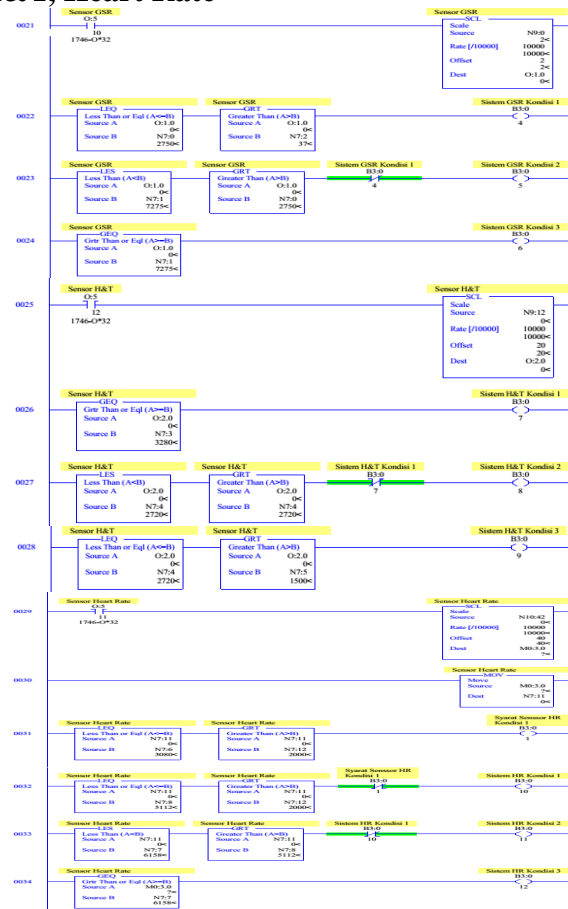 0021
Sensor GSR
O:5
10
1746-O*32
Sensor GSR
SCL
Scale
Source N9:0
2<
Rate [/10000] 10000
10000<
Offset 2
2<
Dest O:1.0
0<
0022
Sensor GSR
LEQ
Less Than or Eql (A<=B)
Source A O:1.0
0<
Source B N7:0
2750<
Sensor GSR
GRT
Greater Than (A>B)
Source A O:1.0
0<
Source B N7:2
37<
Sistem GSR Kondisi 1
B3:0
4
0023
Sensor GSR
LES
Less Than (A<B)
Source A O:1.0
0<
Source B N7:1
7275<
Sensor GSR
GRT
Greater Than (A>B)
Source A O:1.0
0<
Source B N7:0
2750<
Sistem GSR Kondisi 1
B3:0
4
Sistem GSR Kondisi 2
B3:0
5
0024
Sensor GSR
GEQ
Grtr Than or Eql (A>=B)
Source A O:1.0
0<
Source B N7:1
7275<
Sistem GSR Kondisi 3
B3:0
6
0025
Sensor H&T
O:5
12
1746-O*32
Sensor H&T
SCL
Scale
Source N9:12
0<
Rate [/10000] 10000
10000<
Offset 20
20<
Dest O:2.0
0<
0026
Sensor H&T
GEQ
Grtr Than or Eql (A>=B)
Source A O:2.0
0<
Source B N7:3
3280<
Sistem H&T Kondisi 1
B3:0
7
0027
Sensor H&T
LES
Less Than (A<B)
Source A O:2.0
0<
Source B N7:4
2720<
Sensor H&T
GRT
Greater Than (A>B)
Source A O:2.0
0<
Source B N7:4
2720<
Sistem H&T Kondisi 1
B3:0
7
Sistem H&T Kondisi 2
B3:0
8
0028
Sensor H&T
LEQ
Less Than or Eql (A<=B)
Source A O:2.0
0<
Source B N7:4
2720<
Sensor H&T
GRT
Greater Than (A>B)
Source A O:2.0
0<
Source B N7:5
1500<
Sistem H&T Kondisi 3
B3:0
9
0029
Sensor Heart Rate
O:5
11
1746-O*32
Sensor Heart Rate
SCL
Scale
Source N10:42
0<
Rate [/10000] 10000
10000<
Offset 40
40<
Dest M0:3.0
?<
0030
Sensor Heart Rate
MOV
Move
Source M0:3.0
?<
Dest N7:11
0<
0031
Sensor Heart Rate
LEQ
Less Than or Eql (A<=B)
Source A N7:11
0<
Source B N7:6
3080<
Sensor Heart Rate
GRT
Greater Than (A>B)
Source A N7:11
0<
Source B N7:12
2000<
Syarat Senssor HR
Kondisi 1
B3:0
1
0032
Sensor Heart Rate
LEQ
Less Than or Eql (A<=B)
Source A N7:11
0<
Source B N7:8
5112<
Sensor Heart Rate
GRT
Greater Than (A>B)
Source A N7:11
0<
Source B N7:12
2000<
Syarat Senssor HR
Kondisi 1
B3:0
1
Sistem HR Kondisi 1
B3:0
10
0033
Sensor Heart Rate
LES
Less Than (A<B)
Source A N7:11
0<
Source B N7:7
6158<
Sensor Heart Rate
GRT
Greater Than (A>B)
Source A N7:11
0<
Source B N7:8
5112<
Sistem HR Kondisi 1
B3:0
10
Sistem HR Kondisi 2
B3:0
11
0034
Sensor Heart Rate
GEQ
Grtr Than or Eql (A>=B)
Source A M0:3.0
?<
Source B N7:7
6158<
Sistem HR Kondisi 3
B3:0
12